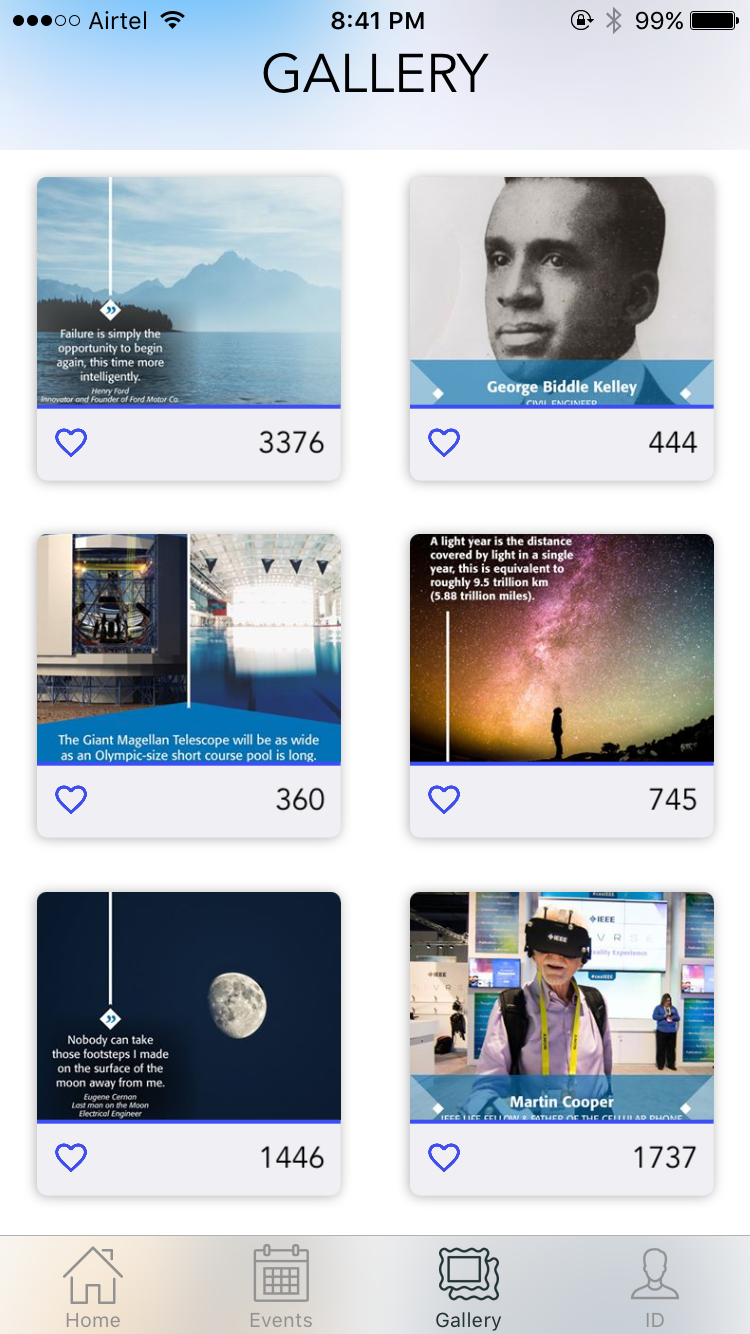 Airtel 8:41 PM 99%
GALLERY
Failure is simply the
opportunity to begin
again, this time more
intelligently.
Henry Ford
Innovator and Founder of Ford Motor Co.
3376
George Biddle Kelley
CIVIL ENGINEER
444
The Giant Magellan Telescope will be as wide
as an Olympic-size short course pool is long.
360
A light year is the distance
covered by light in a single
year, this is equivalent to
roughly 9.5 trillion km
(5.88 trillion miles).
745
Nobody can take
those footsteps I made
on the surface of the
moon away from me.
Eugene Cernan
Last man on the Moon
Electrical Engineer
1446
IEEE
IEEE
VRSE
IEEE
Martin Cooper
IEEE LIFE FELLOW & FATHER OF THE CELLULAR PHONE
1737
Home
Events
Gallery
ID